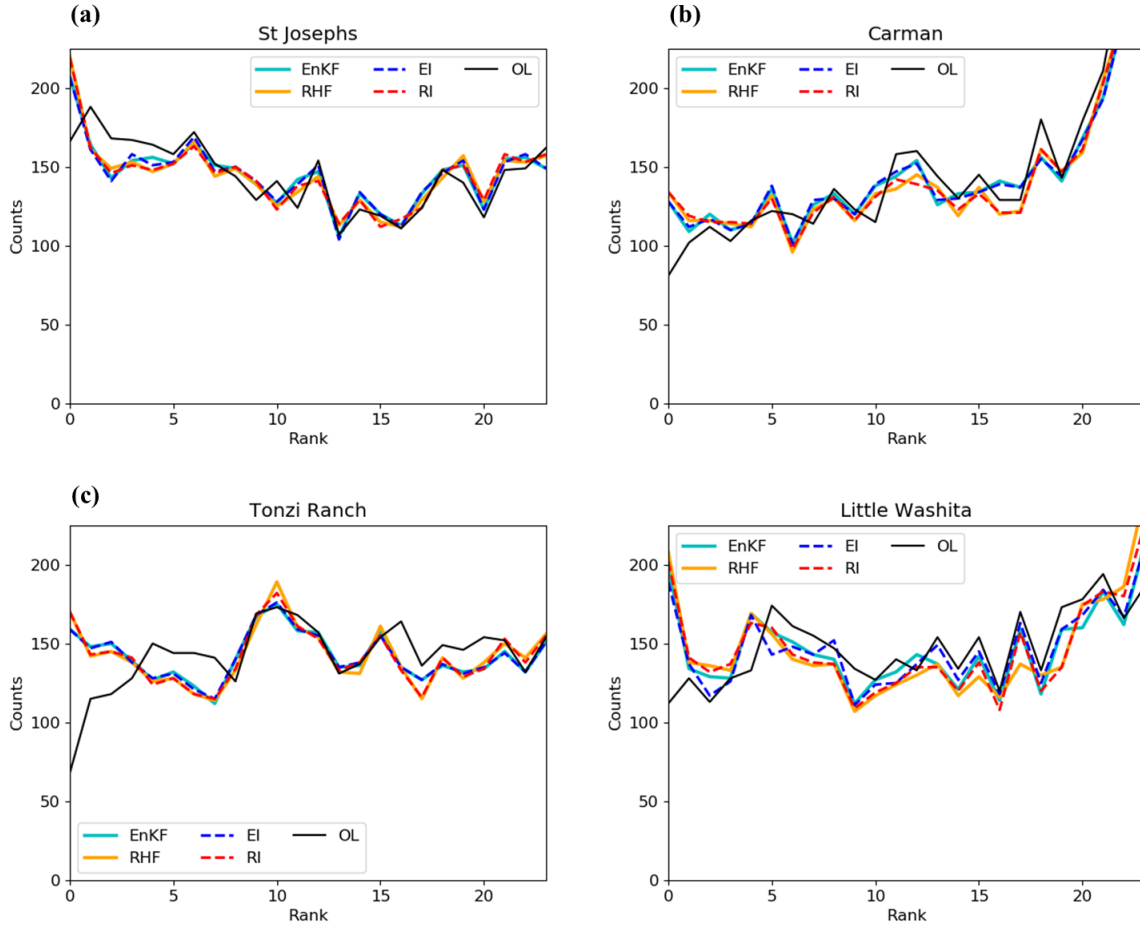 (a)
St Josephs
EnKF EI OL
RHF RI
200
150
100
50
0
Counts
0 5 10 15 20
Rank
(b)
Carman
EnKF EI OL
RHF RI
200
150
100
50
0
Counts
0 5 10 15 20
Rank
(c)
Tonzi Ranch
200
150
100
50
0
Counts
EnKF EI OL
RHF RI
0 5 10 15 20
Rank
Little Washita
EnKF EI OL
RHF RI
200
150
100
50
0
Counts
0 5 10 15 20
Rank